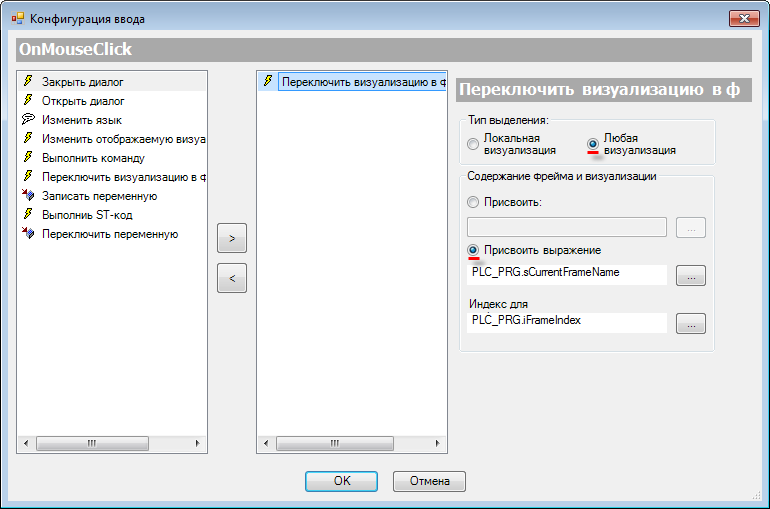 Конфигурация ввода
OnMouseClick
Закрыть диалог
Открыть диалог
Изменить язык
Изменить отображаемую визуа
Выполнить команду
Переключить визуализацию в ф
Записать переменную
Выполниь ST-код
Переключить переменную
>
<
Переключить визуализацию в ф
Переключить визуализацию в ф
Тип выделения:
Локальная визуализация
Любая визуализация
Содержание фрейма и визуализации
Присвоить:
...
Присвоить выражение
PLC_PRG.sCurrentFrameName
...
Индекс для
PLC_PRG.iFrameIndex
...
OK
Отмена